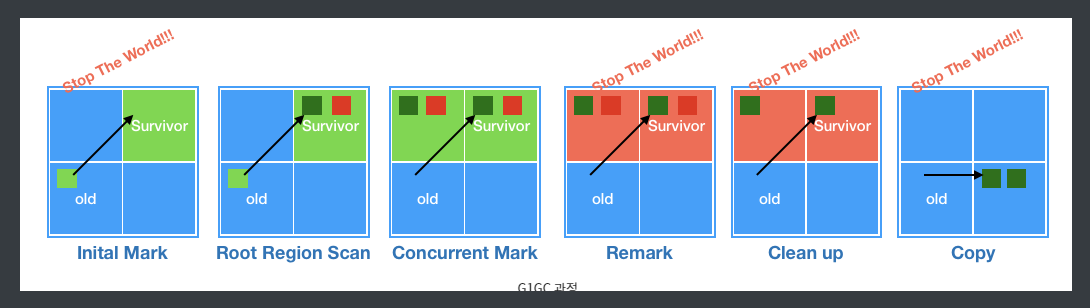 Stop The World!!!
Stop The World!!!
Stop The World!!!
Stop The World!!!
Survivor
Survivor
Survivor
Survivor
Survivor
old
old
old
old
old
old
Inital Mark
Root Region Scan
Concurrent Mark
Remark
Clean up
Copy
G1GC 과정